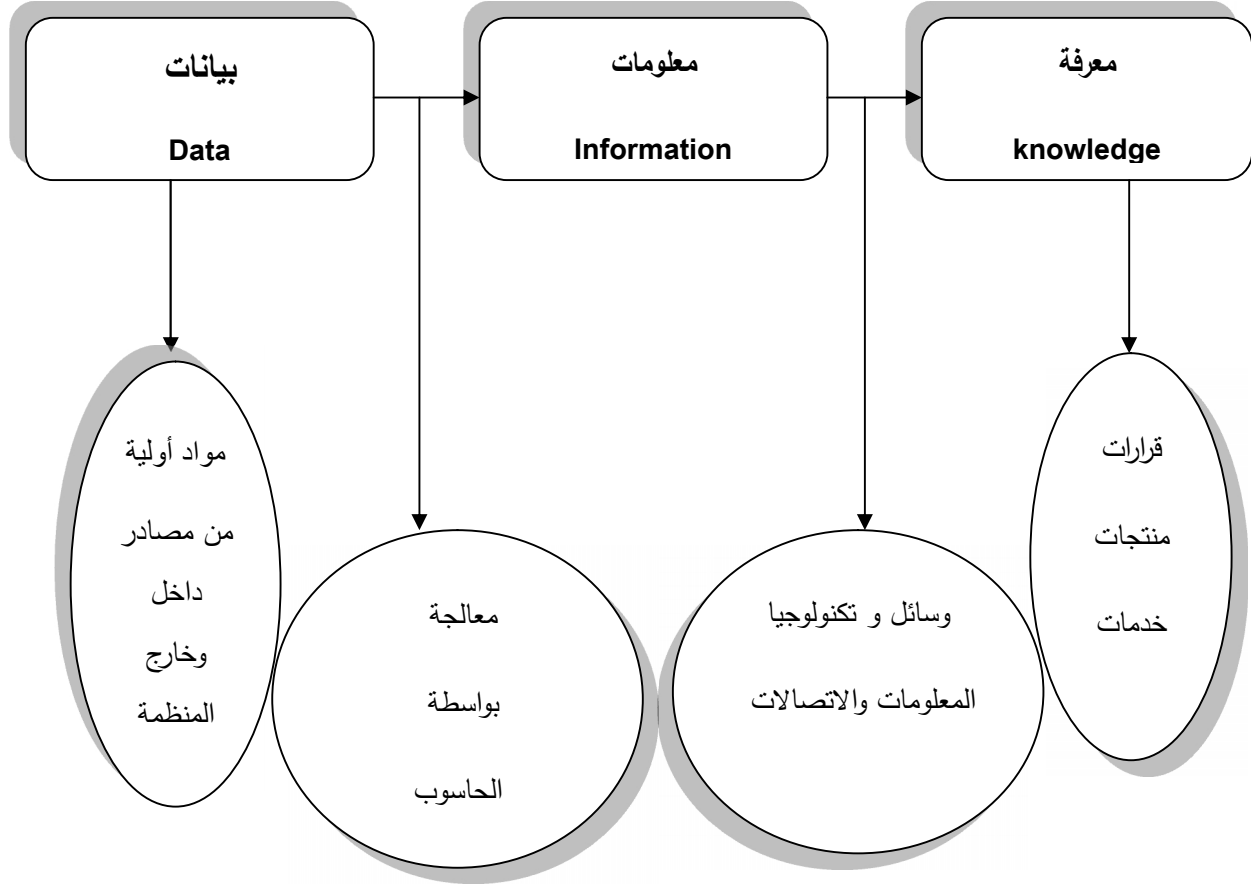 بيانات
Data
معلومات
Information
معرفة
knowledge
مواد أولية
من مصادر
داخل
وخارج
المنظمة
معالجة
بواسطة
الحاسوب
وسائل و تكنولوجيا
المعلومات والاتصالات
قرارات
منتجات
خدمات